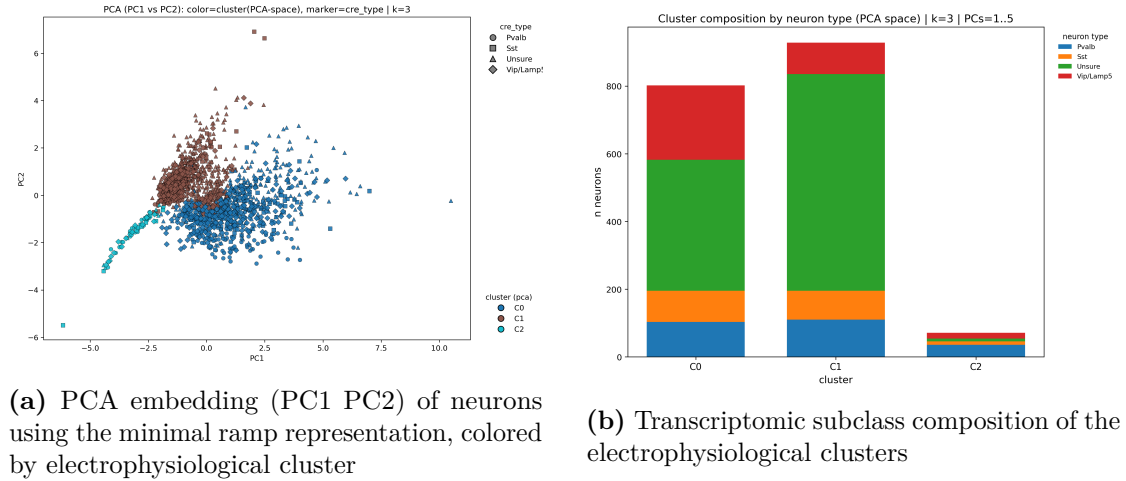 PCA (PC1 vs PC2): color=cluster(PCA-space), marker=cre_type | k=3
cre_type
Pvalb
Sst
Unsure
Vip/Lamp5
6
4
2
0
−2
−4
−6
PC2
−5.0
−2.5
0.0
2.5
5.0
7.5
10.0
PC1
cluster (pca)
C0
C1
C2
(a) PCA embedding (PC1 PC2) of neurons
using the minimal ramp representation, colored
by electrophysiological cluster
Cluster composition by neuron type (PCA space) | k=3 | PCs=1..5
neuron type
Pvalb
Sst
Unsure
Vip/Lamp5
800
600
400
200
0
n neurons
C0
C1
C2
cluster
(b) Transcriptomic subclass composition of the
electrophysiological clusters